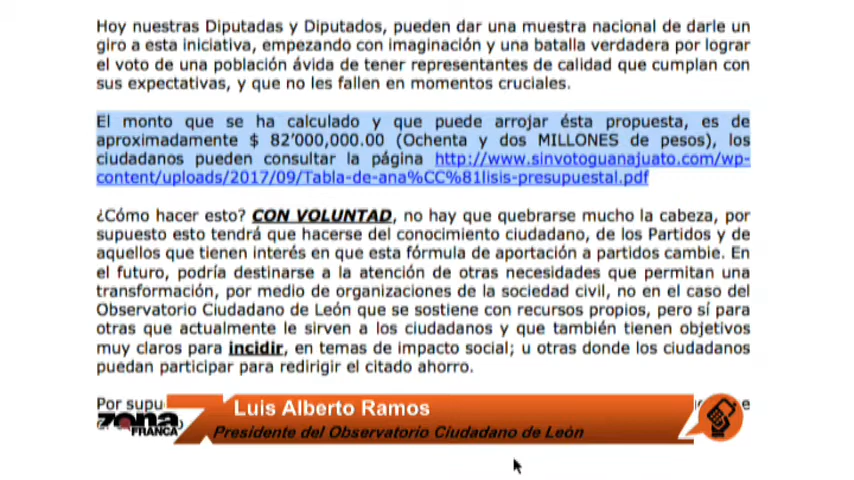 Hoy nuestras Diputadas y Diputados, pueden dar una muestra nacional de darle un
giro a esta iniciativa, empezando con imaginación y una batalla verdadera por lograr
el voto de una población ávida de tener representantes de calidad que cumplan con
sus expectativas, y que no les fallen en momentos cruciales.
El monto que se ha calculado y que puede arrojar ésta propuesta, es de
aproximadamente $ 82'000,000.00 (Ochenta y dos MILLONES de pesos), los
ciudadanos pueden consultar la página http://www.sinvotoguanajuato.com/wp-
content/uploads/2017/09/Tabla-de-ana%CC%81lisis-presupuestal.pdf
¿Cómo hacer esto? CON VOLUNTAD, no hay que quebrarse mucho la cabeza, por
supuesto esto tendrá que hacerse del conocimiento ciudadano, de los Partidos y de
aquellos que tienen interés en que esta fórmula de aportación a partidos cambie. En
el futuro, podría destinarse a la atención de otras necesidades que permitan una
transformación, por medio de organizaciones de la sociedad civil, no en el caso del
Observatorio Ciudadano de León que se sostiene con recursos propios, pero sí para
otras que actualmente le sirven a los ciudadanos y que también tienen objetivos
muy claros para incidir, en temas de impacto social; u otras donde los ciudadanos
puedan participar para redirigir el citado ahorro.
Por
Luis Alberto Ramos
zona
FRANCA
Presidente del Observatorio Ciudadano de León